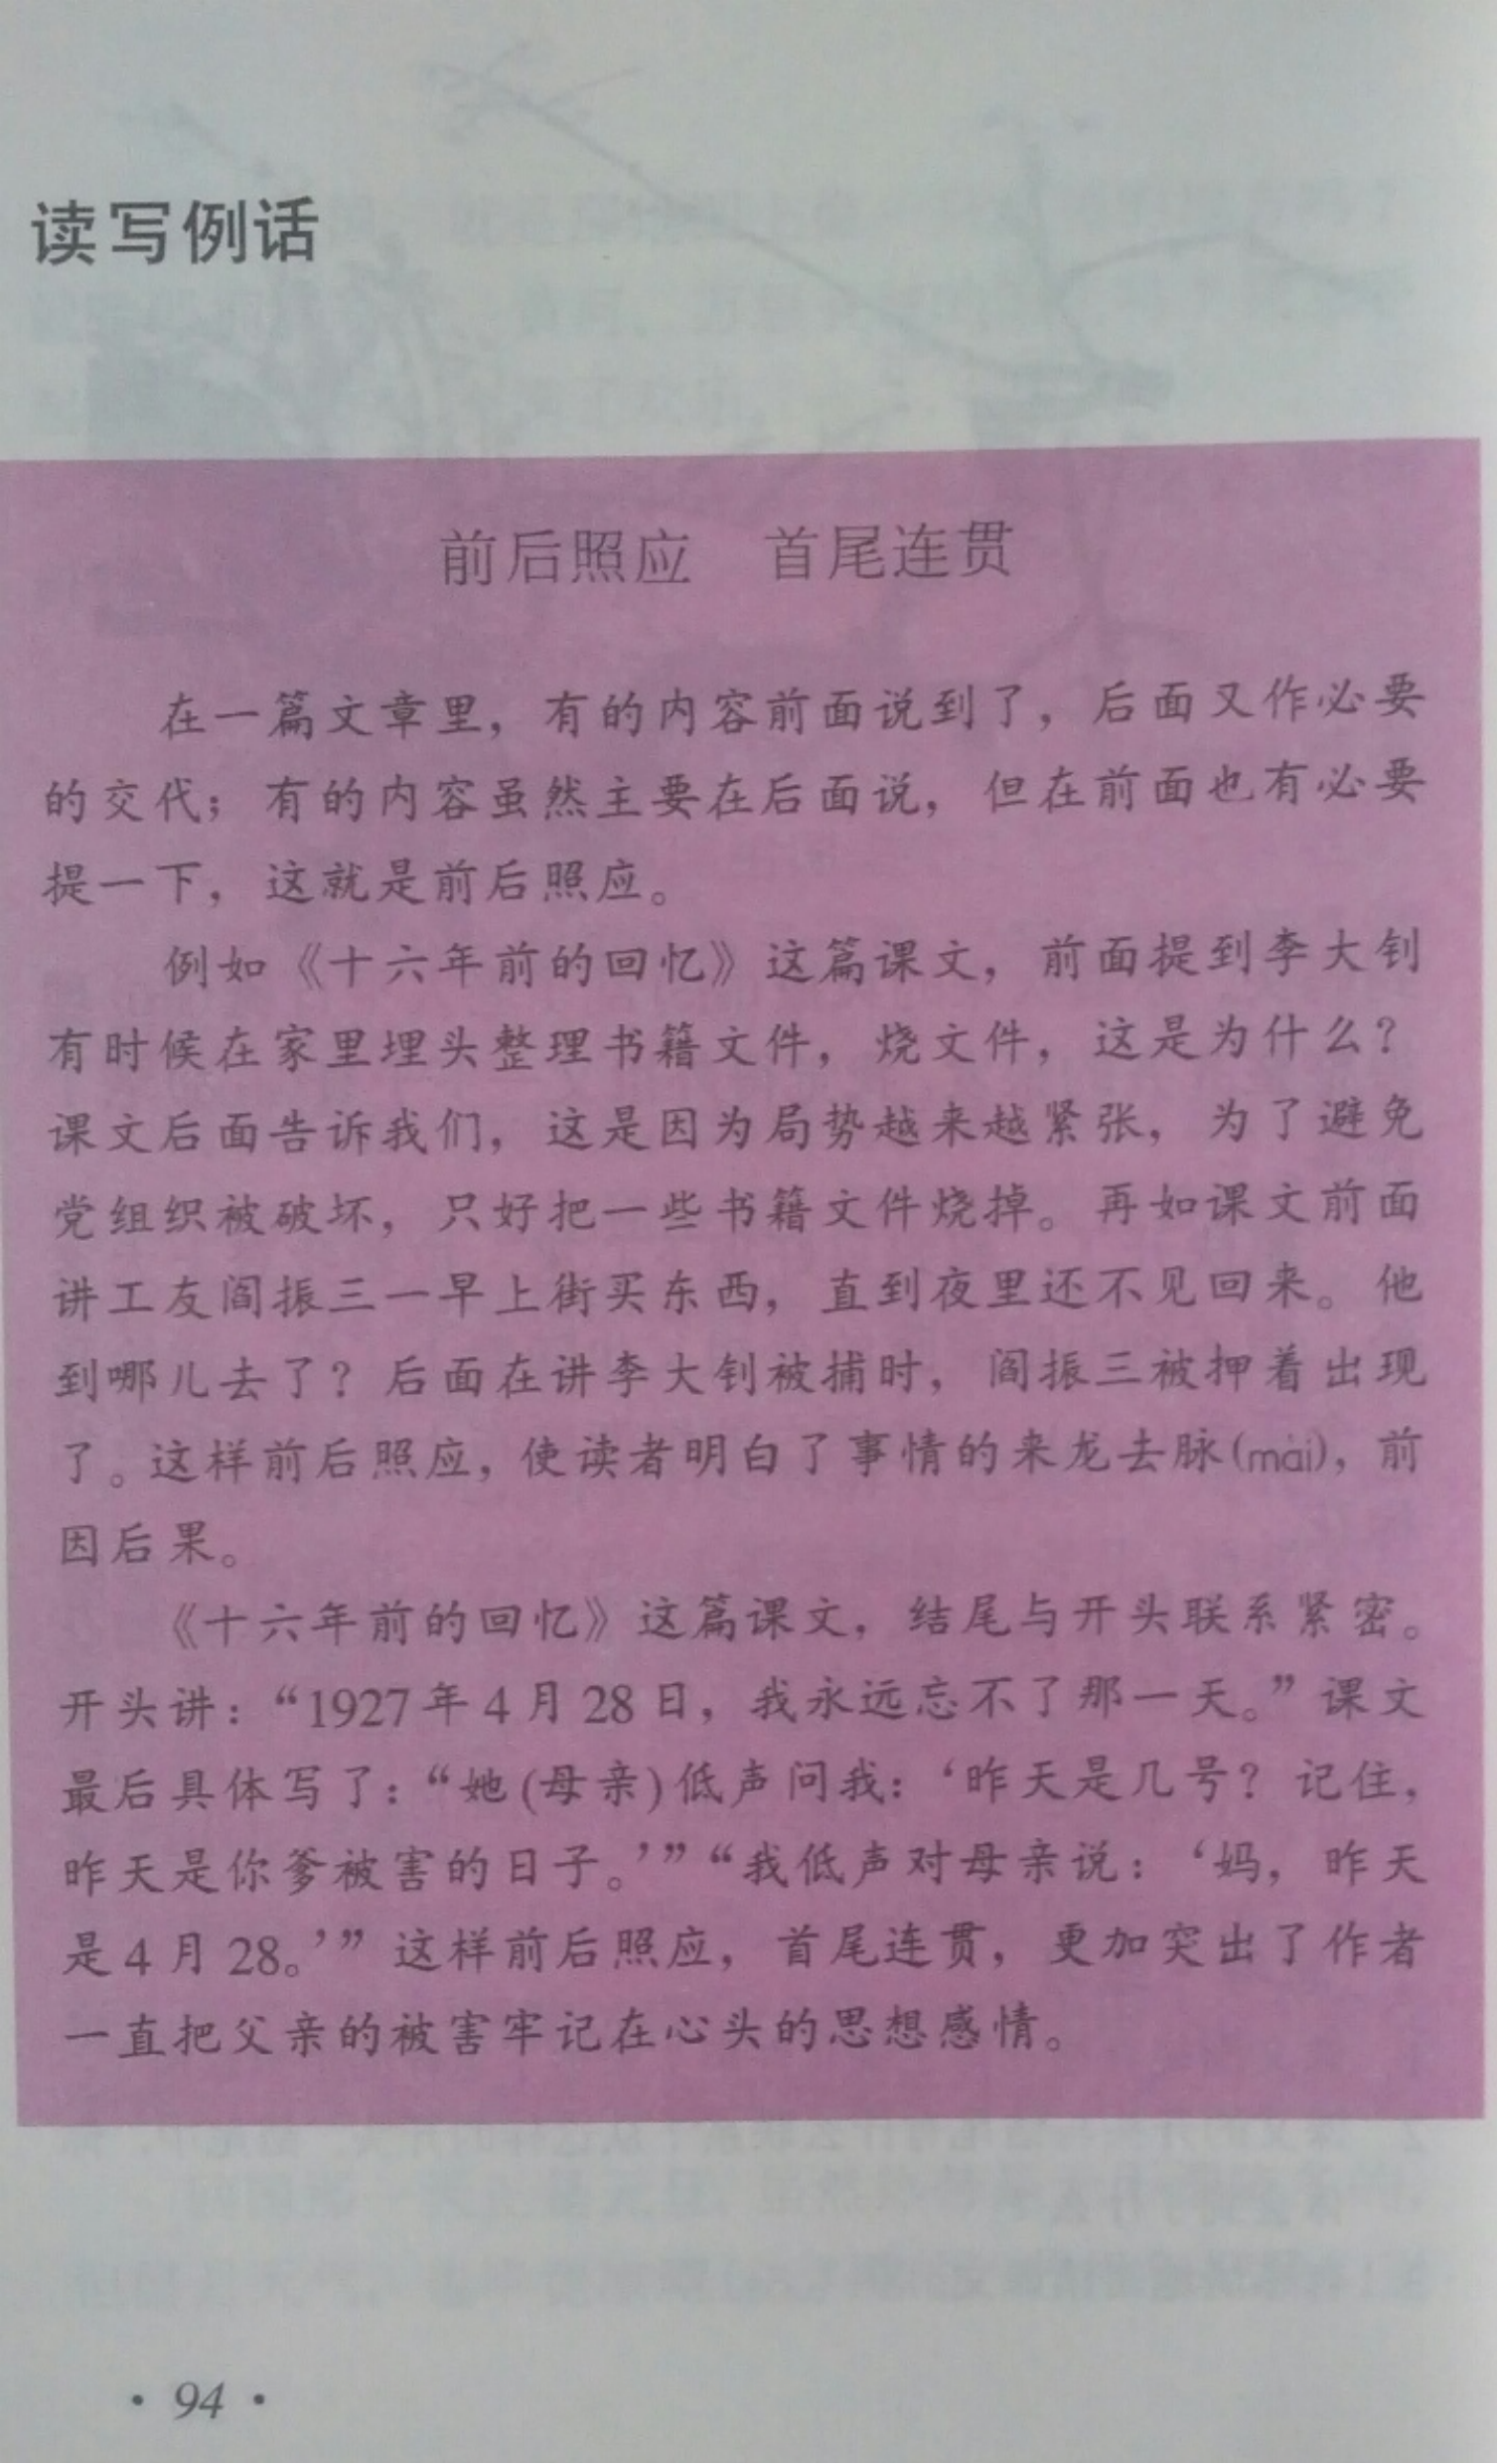 读写例话
前后照应 首尾连贯
在一篇文章里，有的内容前面说到了，后面又作必要
的交代；有的内容虽然主要在后面说，但在前面也有必要
提一下，这就是前后照应。
例如《十六年前的回忆》这篇课文，前面提到李大钊
有时候在家里埋头整理书籍文件，烧文件，这是为什么？
课文后面告诉我们，这是因为局势越来越紧张，为了避免
党组织被破坏，只好把一些书籍文件烧掉。再如课文前面
讲工友阎振三一早上街买东西，直到夜里还不见回来。他
到哪儿去了？后面在讲李大钊被捕时，阎振三被押着出现
了。这样前后照应，使读者明白了事情的来龙去脉(mài)，前
因后果。
《十六年前的回忆》这篇课文，结尾与开头联系紧密。
开头讲：“1927年4月28日，我永远忘不了那一天。”课文
最后具体写了：“她(母亲)低声问我：‘昨天是几号？记住，
昨天是你爹被害的日子。’”“我低声对母亲说：‘妈，昨天
是4月28。’”这样前后照应，首尾连贯，更加突出了作者
一直把父亲的被害牢记在心头的思想感情。
·94·